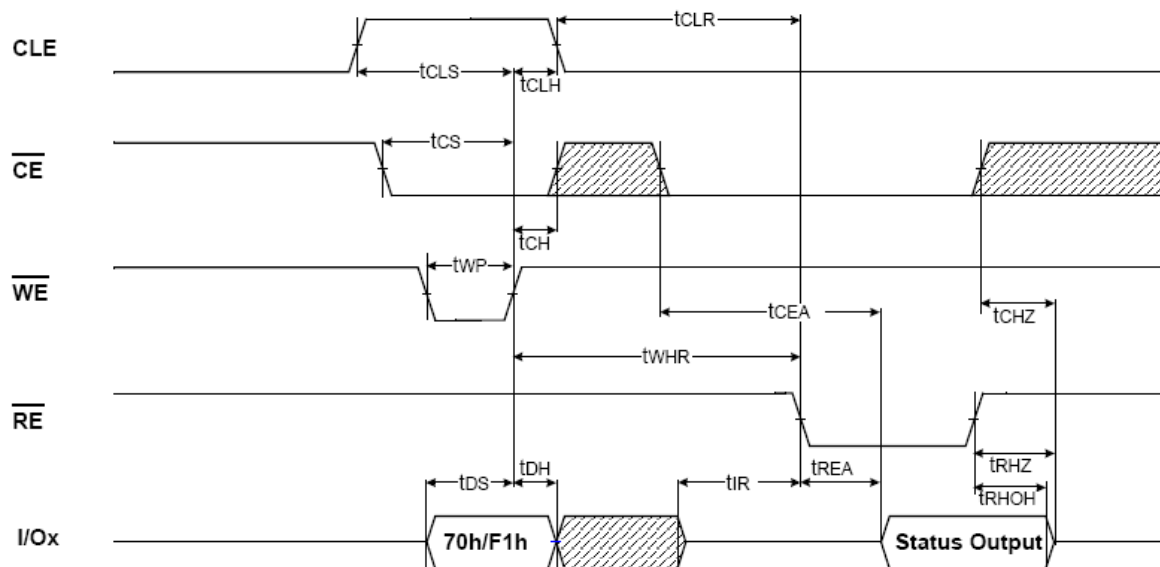 CLE
tCLR
tCLS
tCLH
CE
tCS
tCH
WE
tWP
tCEA
tCHZ
tWHR
RE
tDS
tDH
tIR
tREA
tRHZ
tRHOH
I/Ox
70h/F1h
Status Output